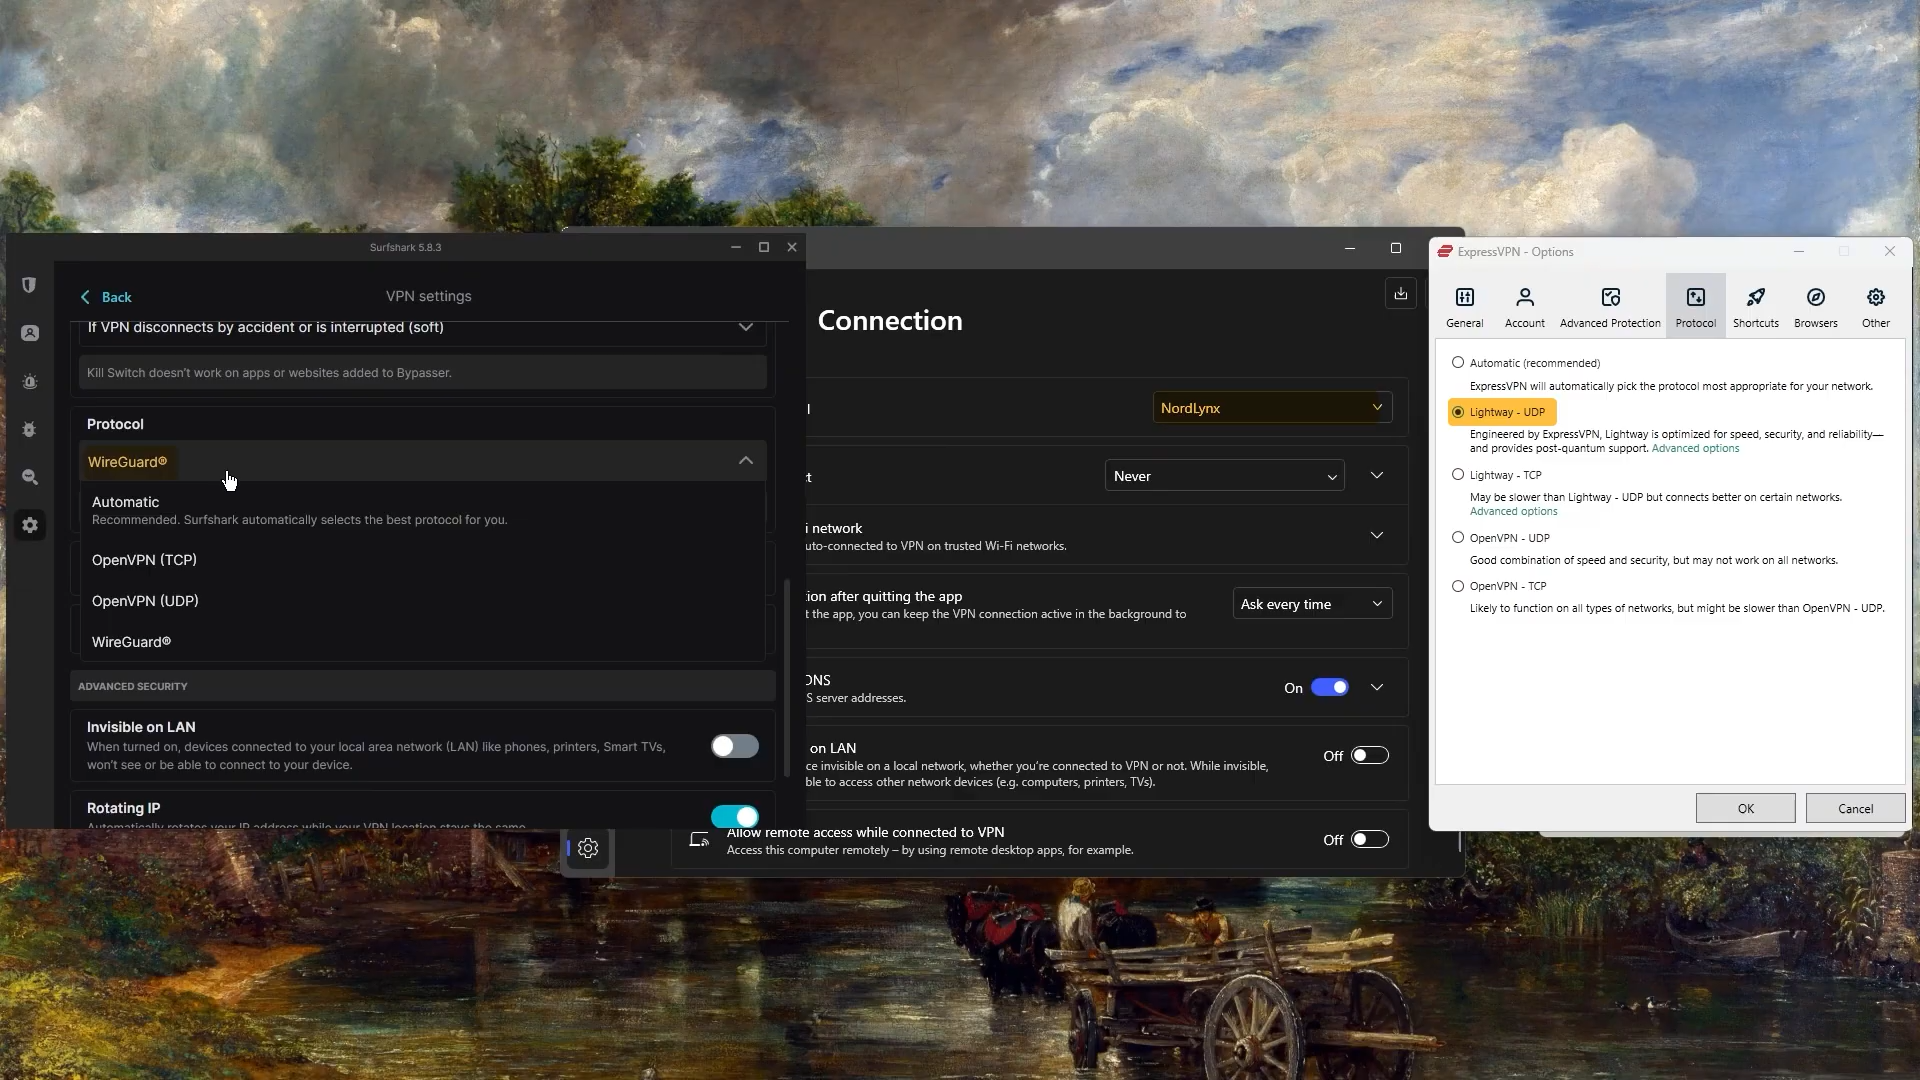 Surfshark 5.8.3
Back
VPN settings
If VPN disconnects by accident or is interrupted (soft)
Kill Switch doesn't work on apps or websites added to Bypasser.
Protocol
WireGuard®
Automatic
Recommended. Surfshark automatically selects the best protocol for you.
OpenVPN (TCP)
OpenVPN (UDP)
WireGuard®
ADVANCED SECURITY
Invisible on LAN
When turned on, devices connected to your local area network (LAN) like phones, printers, Smart TVs,
won't see or be able to connect to your device.
Rotating IP
Automatically rotates your IP address while your VPN location stays the same.
Connection
NordLynx
Never
network
auto-connected to VPN on trusted Wi-Fi networks.
after quitting the app
the app, you can keep the VPN connection active in the background to
Ask every time
DNS
server addresses.
On
on LAN
invisible on a local network, whether you're connected to VPN or not. While invisible,
to access other network devices (e.g. computers, printers, TVs).
Off
Allow remote access while connected to VPN
Access this computer remotely – by using remote desktop apps, for example.
Off
ExpressVPN - Options
General
Account
Advanced Protection
Protocol
Shortcuts
Browsers
Other
Automatic (recommended)
ExpressVPN will automatically pick the protocol most appropriate for your network.
Lightway - UDP
Engineered by ExpressVPN, Lightway is optimized for speed, security, and reliability—
and provides post-quantum support. Advanced options
Lightway - TCP
May be slower than Lightway - UDP but connects better on certain networks.
Advanced options
OpenVPN - UDP
Good combination of speed and security, but may not work on all networks.
OpenVPN - TCP
Likely to function on all types of networks, but might be slower than OpenVPN - UDP.
OK
Cancel